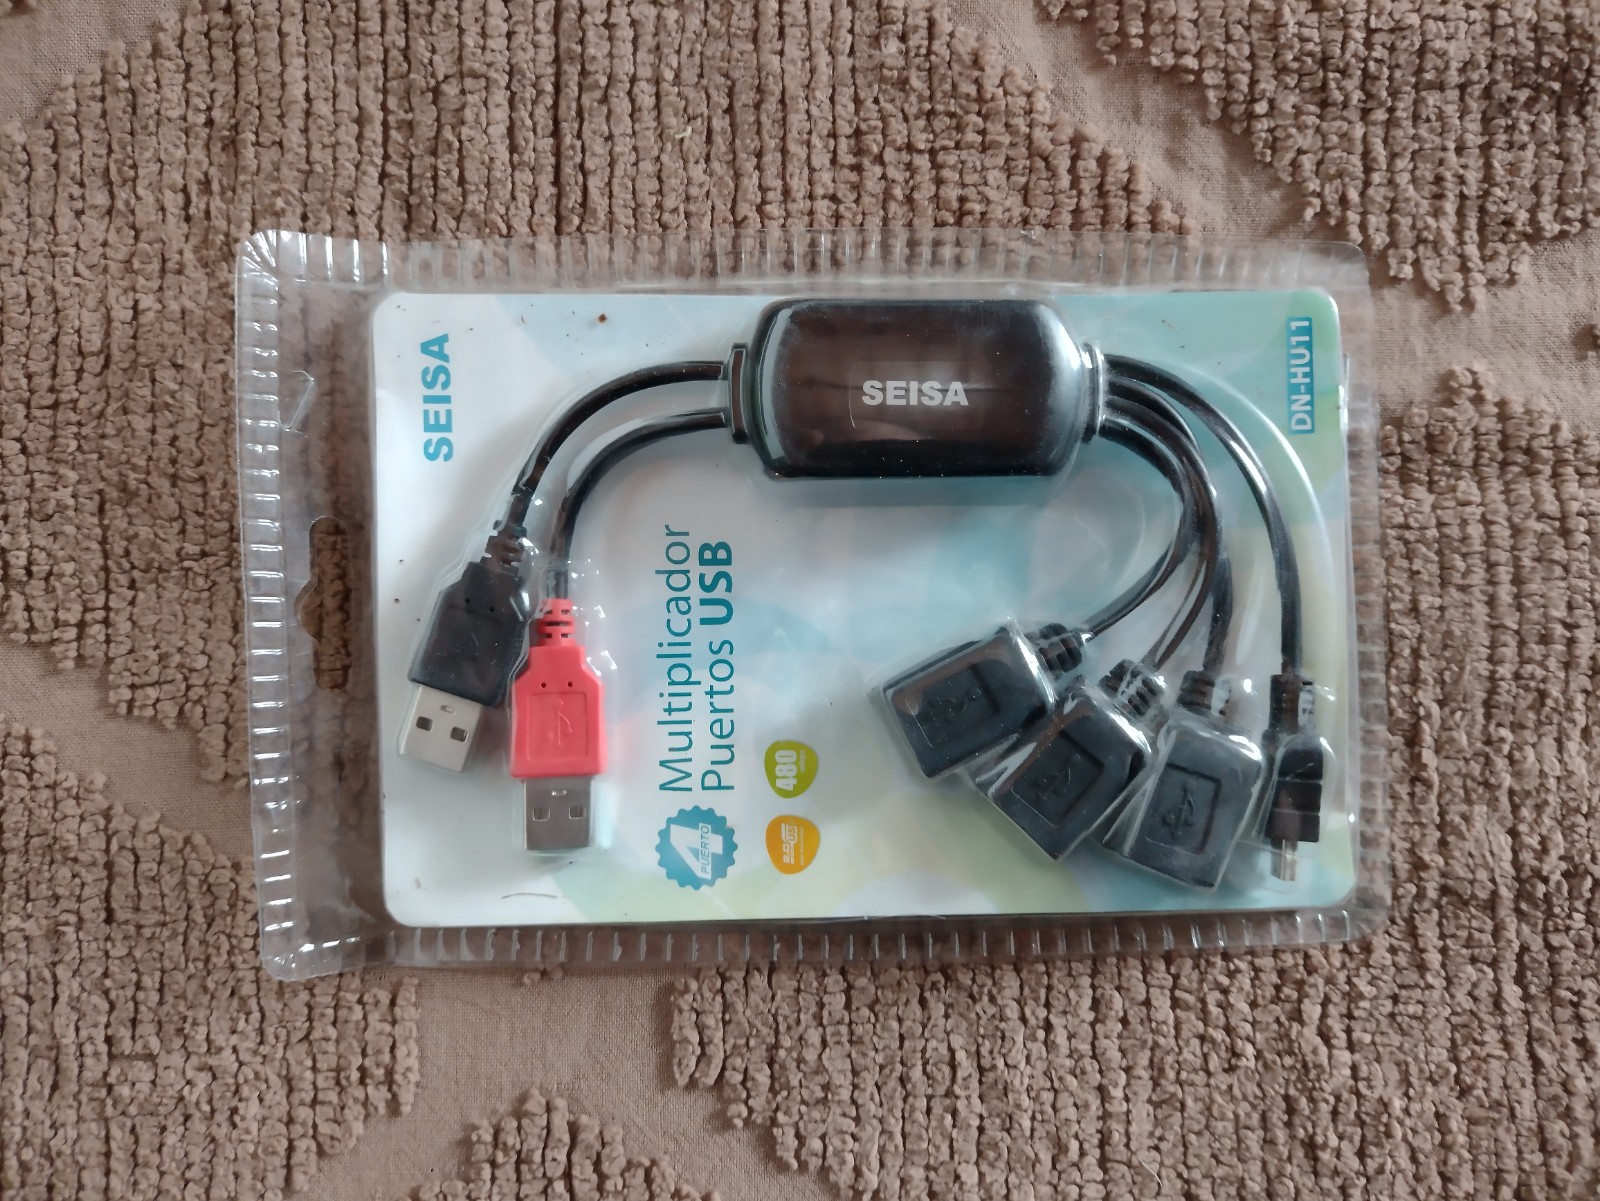 SEISA
SEISA
DN-HU11
Multiplicador
Puertos USB
4
PUERTO
480
2.0